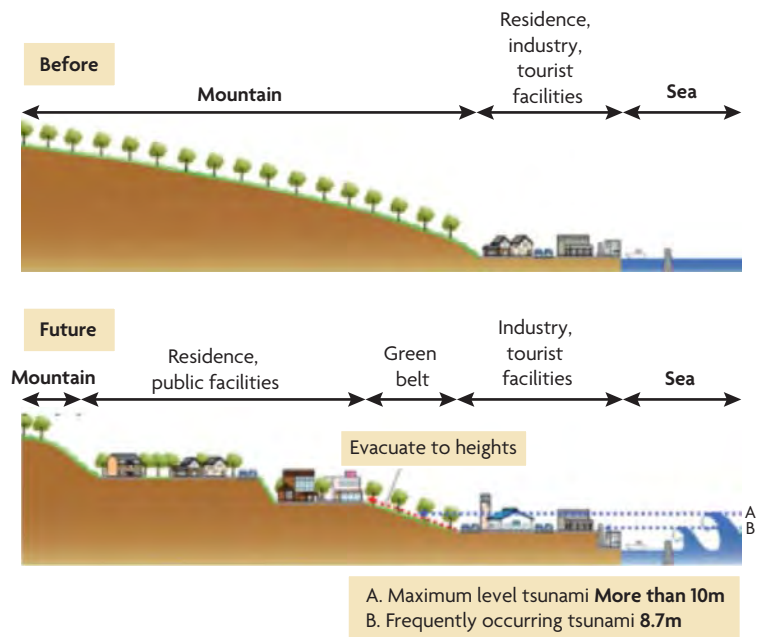 Before
Mountain
Residence,
industry,
tourist
facilities
Sea
Future
Mountain
Residence,
public facilities
Green
belt
Industry,
tourist
facilities
Sea
Evacuate to heights
A
B
A. Maximum level tsunami More than 10m
B. Frequently occurring tsunami 8.7m